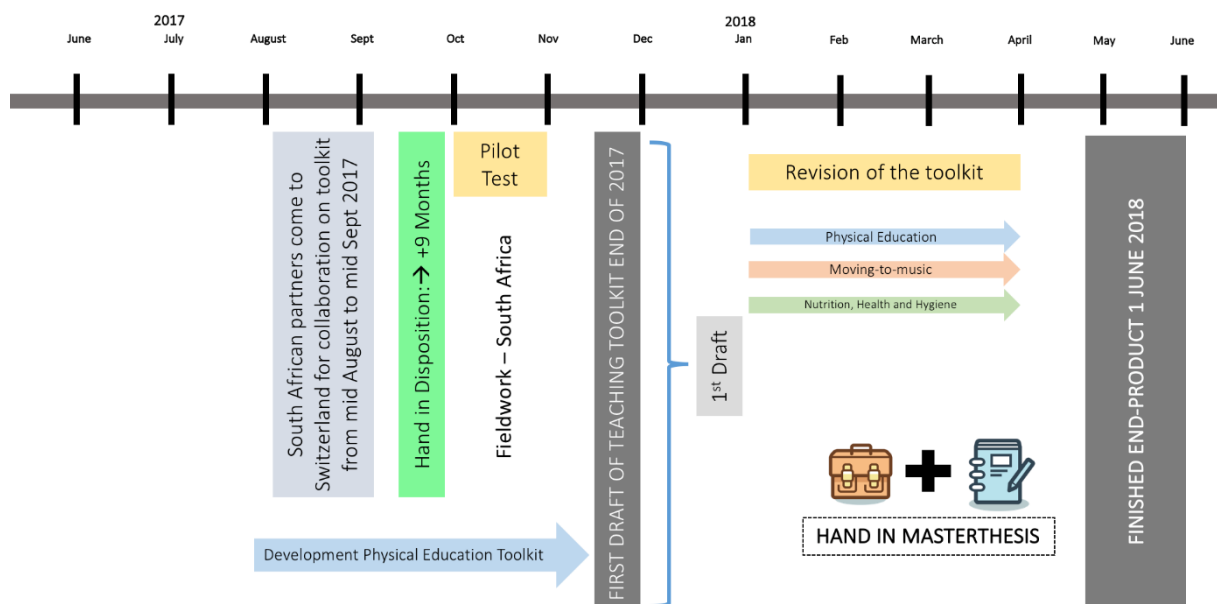 2017
2018
June
July
August
Sept
Oct
Nov
Dec
Jan
Feb
March
April
May
June
South African partners come to
Switzerland for collaboration on toolkit
from mid August to mid Sept 2017
Hand in Disposition:→ +9 Months
Pilot
Test
Fieldwork – South Africa
Development Physical Education Toolkit
FIRST DRAFT OF TEACHING TOOLKIT END OF 2017
1st Draft
Revision of the toolkit
Physical Education
Moving-to-music
Nutrition, Health and Hygiene
HAND IN MASTERTHESIS
FINISHED END-PRODUCT 1 JUNE 2018